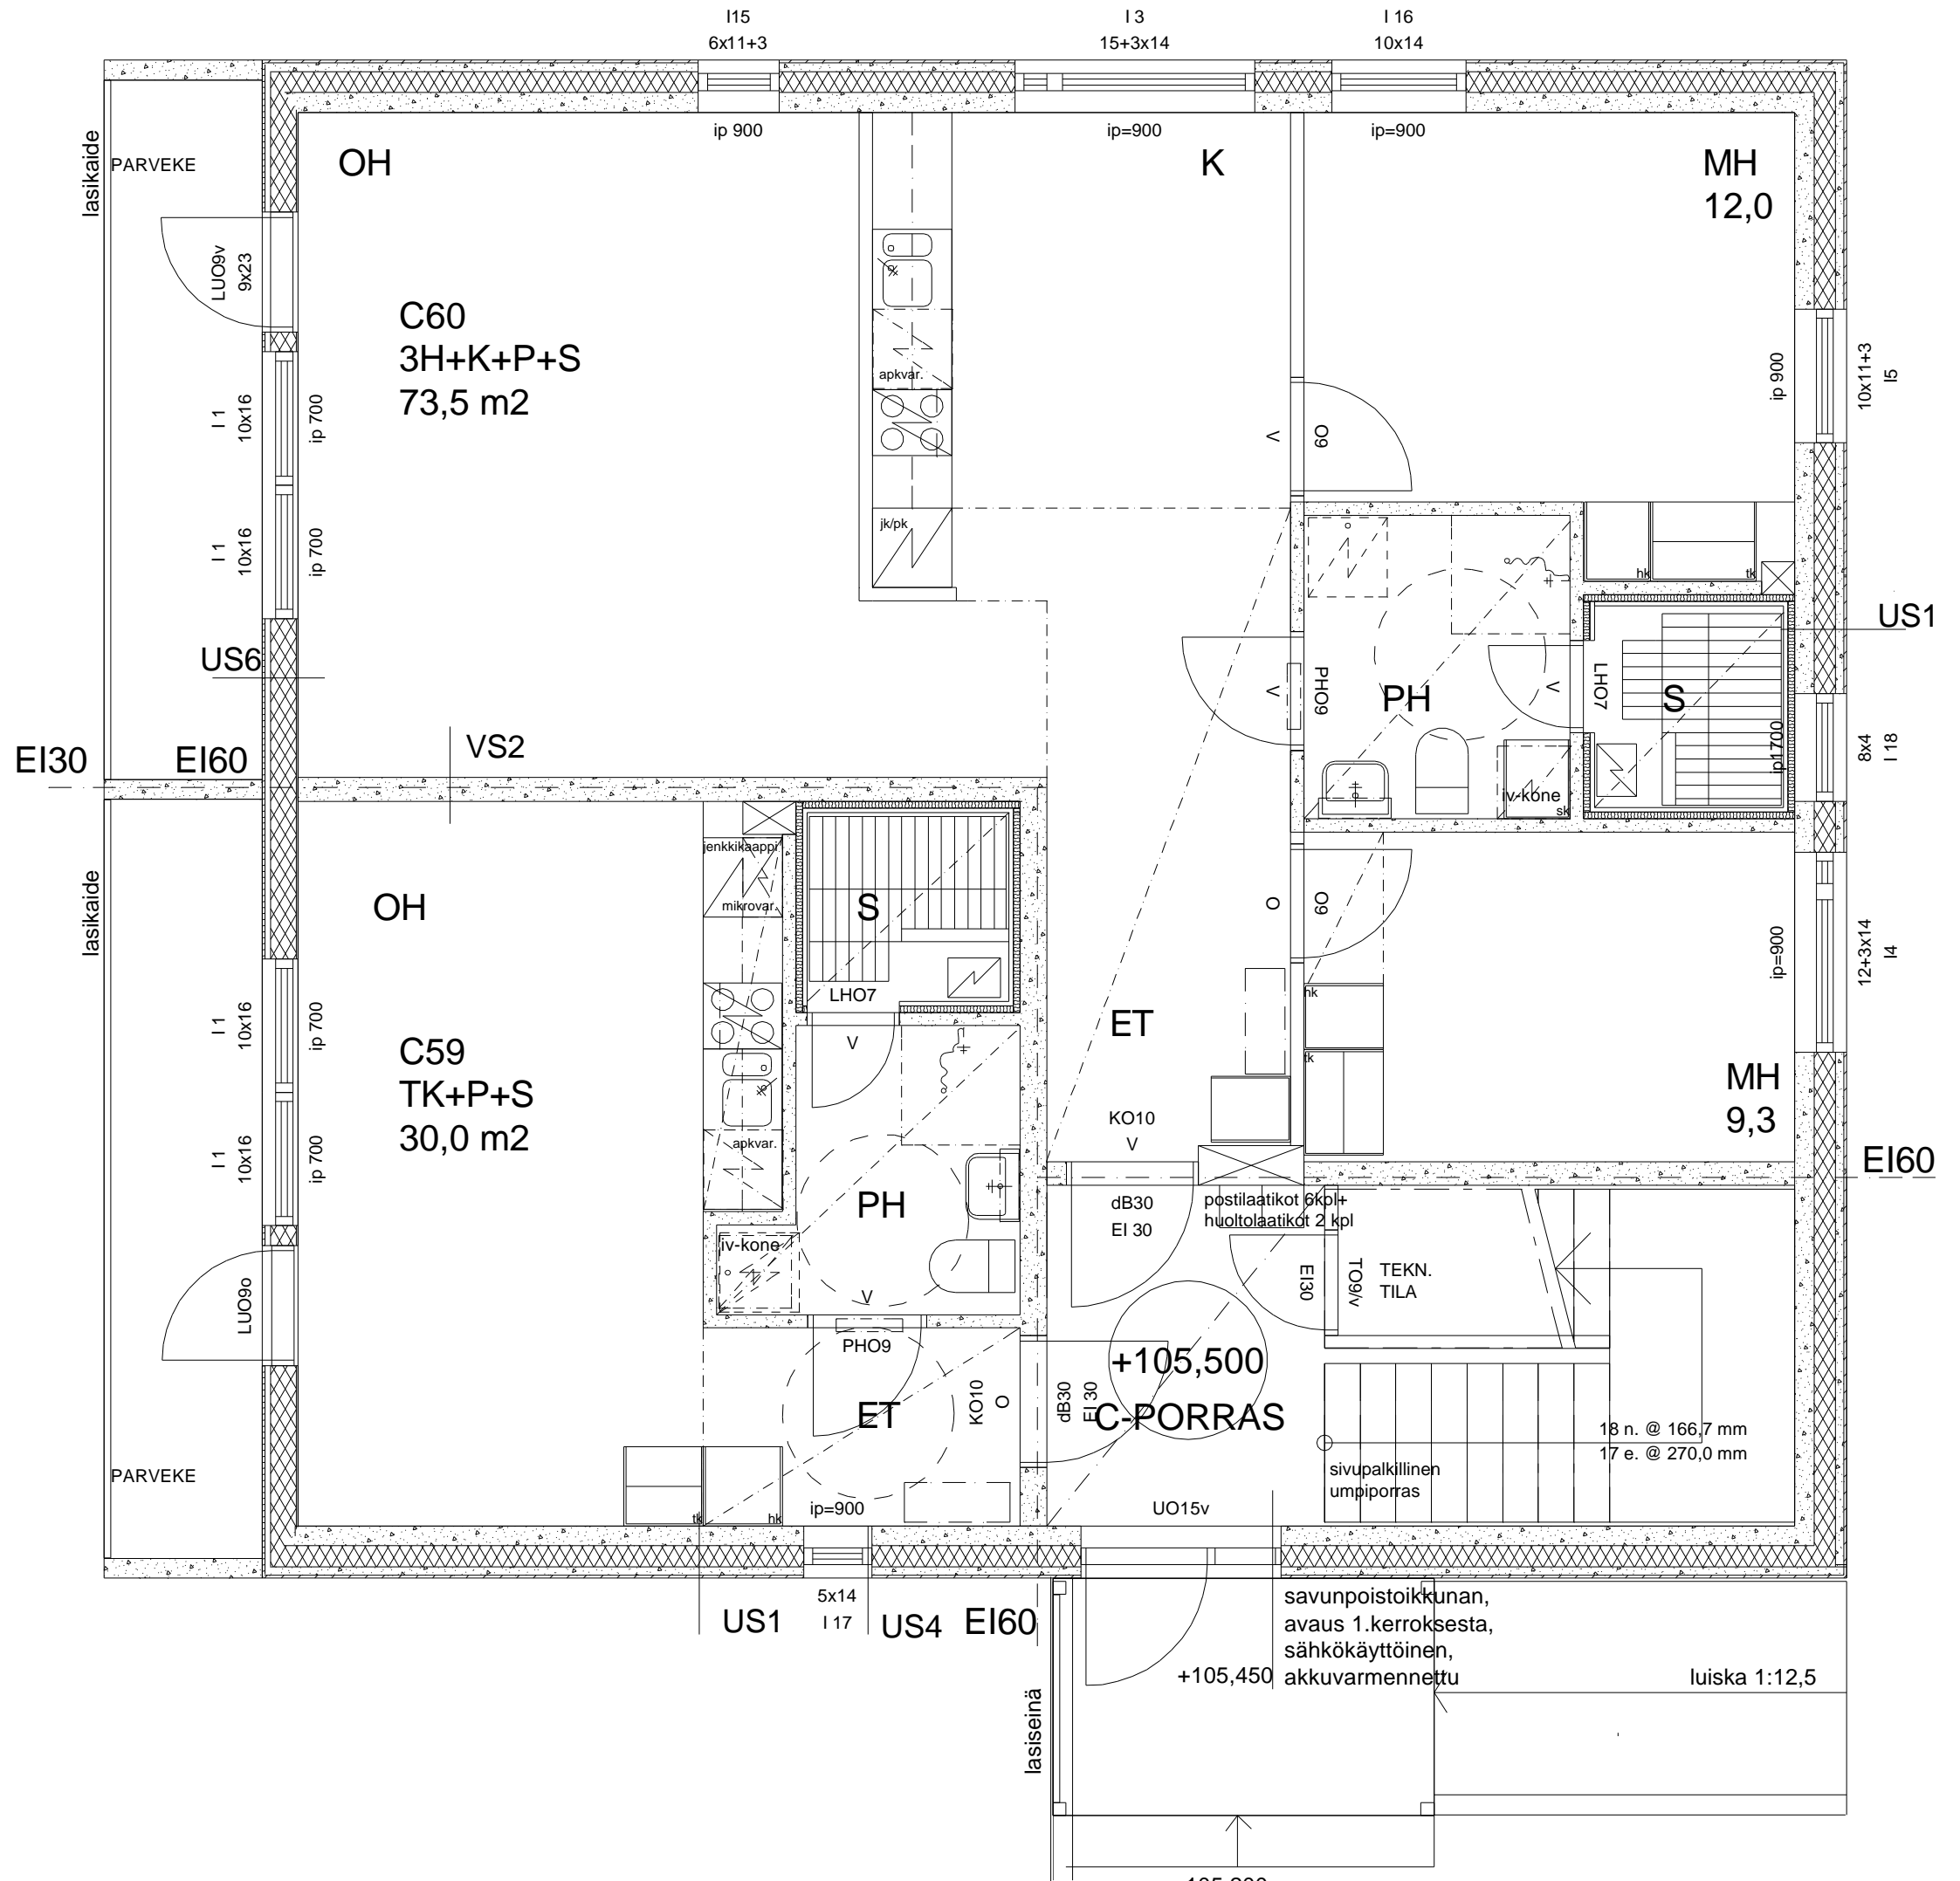 I15
6x11+3
I 3
15+3x14
I 16
10x14
lasikaide
PARVEKE
OH
ip 900
ip=900
K
ip=900
MH
12,0
LUO9v
9x23
C60
3H+K+P+S
73,5 m2
apkvar.
ip 900
10x11+3
I5
I 1
10x16
ip 700
V
O9
I 1
10x16
ip 700
jk/pk
hk
tk
US1
US6
PHO9
V
PH
V
LHO7
S
ip1700
8x4
I 18
EI30
EI60
VS2
iv-kone
sk
jenkkikaappi
mikrovar.
lasikaide
OH
S
O
O9
ip=900
12+3x14
I4
LHO7
hk
I 1
10x16
ip 700
V
ET
C59
TK+P+S
30,0 m2
tk
MH
9,3
I 1
10x16
ip 700
apkvar.
KO10
V
EI60
PH
dB30
EI 30
postilaatikot 6kpl+
huoltolaatikot 2 kpl
iv-kone
EI30
TO9/v
TEKN.
TILA
LUO9o
V
PHO9
+105,500
ET
KO10
O
dB30
EI 30
C-PORRAS
18 n. @ 166,7 mm
17 e. @ 270,0 mm
sivupalkillinen
umpiporras
PARVEKE
tk
hk
ip=900
UO15v
5x14
I 17
US1
US4
EI60
savunpoistoikkunan,
avaus 1.kerroksesta,
sähkökäyttöinen,
akkuvarmennettu
+105,450
luiska 1:12,5
lasiseinä